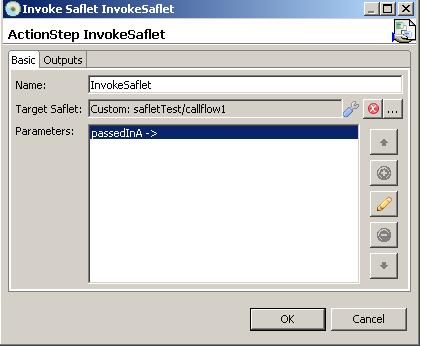 Invoke Saflet InvokeSaflet
ActionStep InvokeSaflet
Basic Outputs
Name: InvokeSaflet
Target Saflet: Custom: safletTest/callflow1 ...
Parameters: passedInA ->
OK Cancel